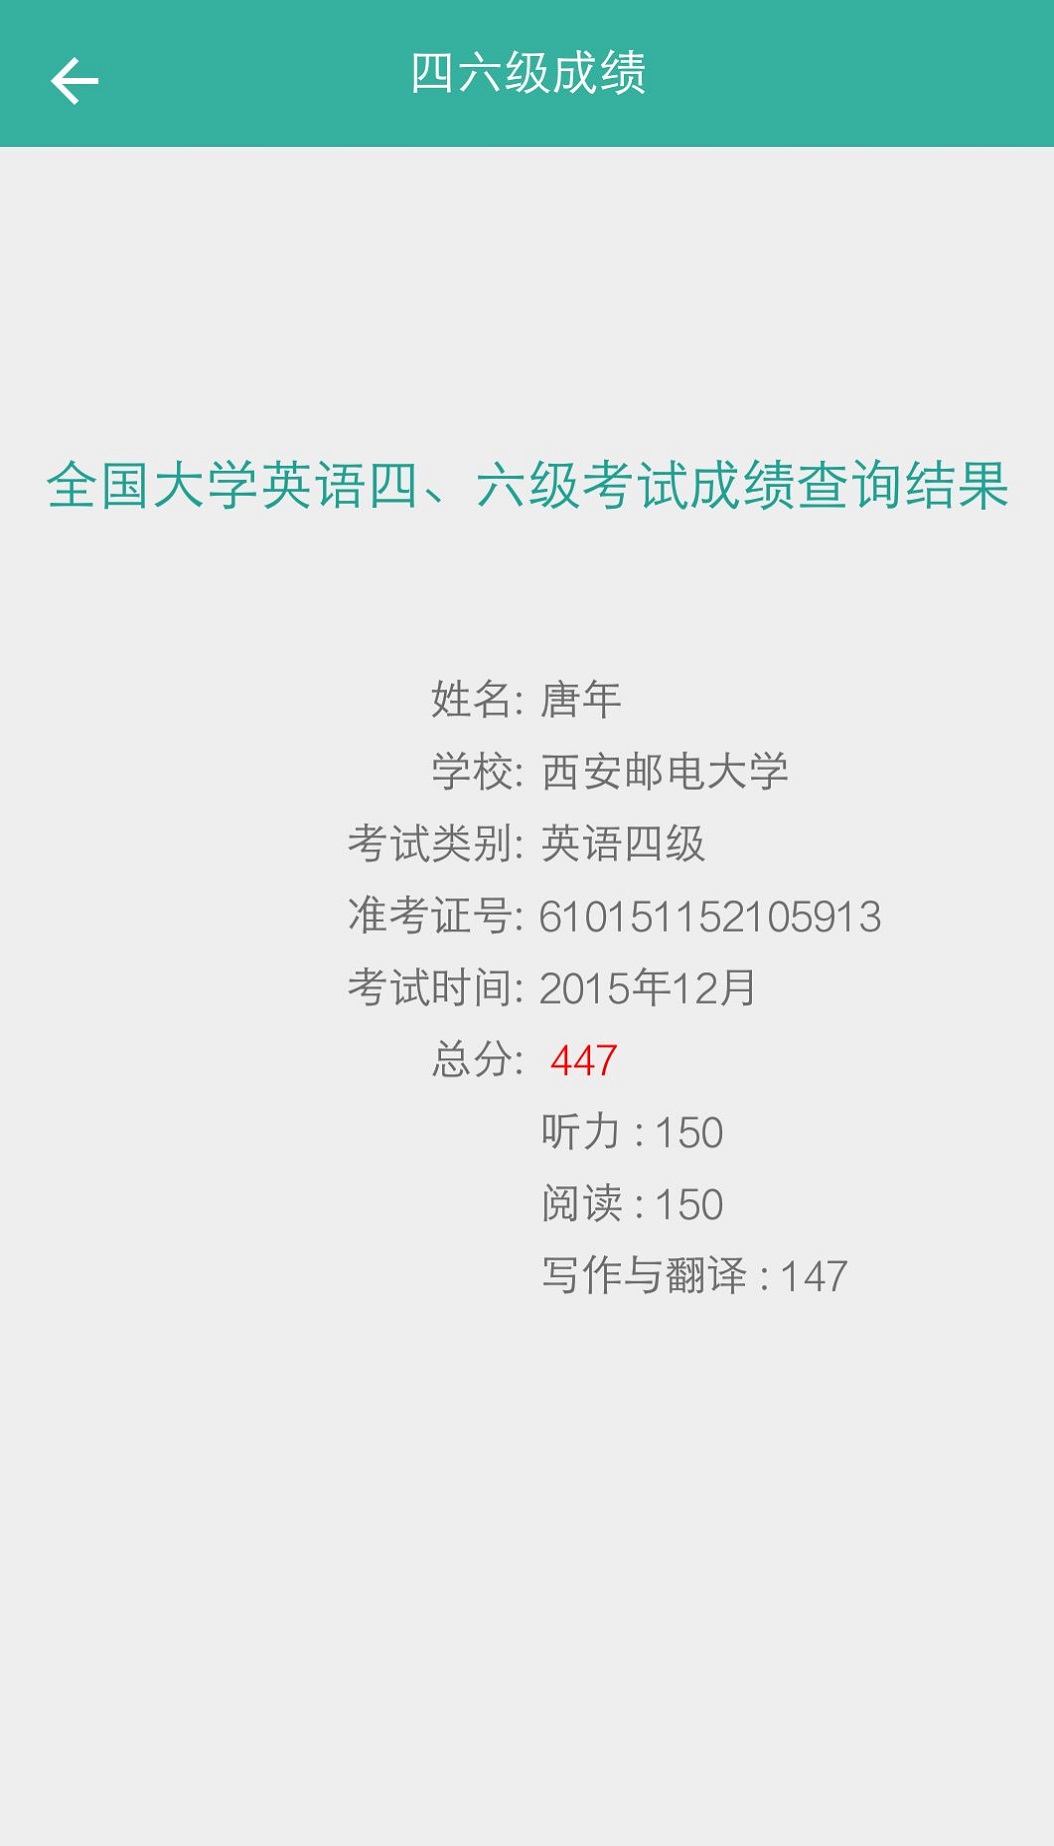 四六级成绩
全国大学英语四、六级考试成绩查询结果
姓名: 唐年
学校: 西安邮电大学
考试类别: 英语四级
准考证号: 610151152105913
考试时间: 2015年12月
总分: 447
听力 : 150
阅读 : 150
写作与翻译 : 147